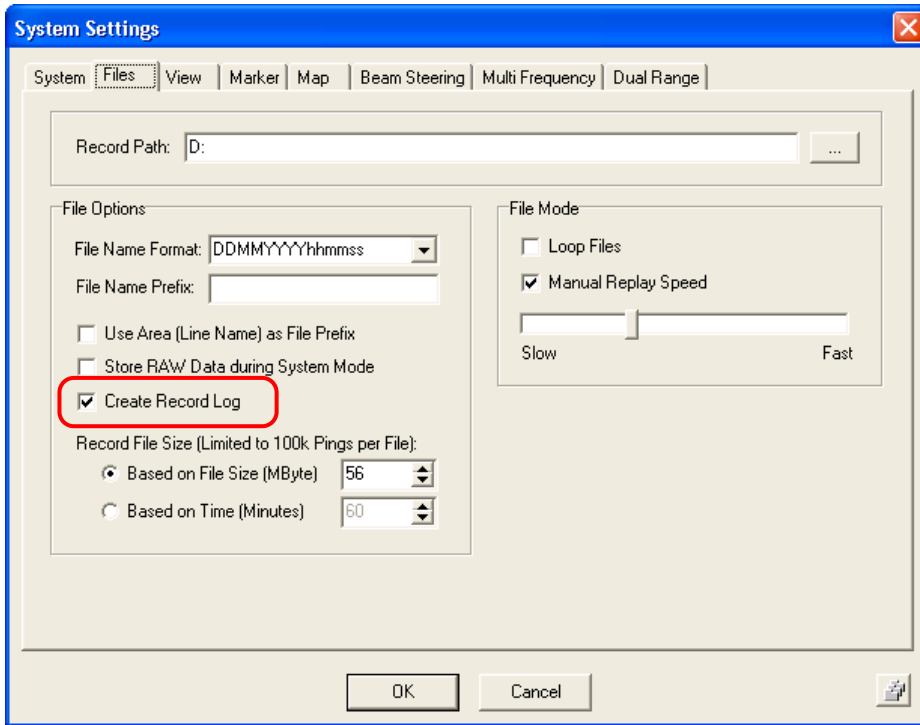 System Settings
System Files View Marker Map Beam Steering Multi Frequency Dual Range
Record Path: D: ...
File Options
File Name Format: DDMMYYYYhhmmss
File Name Prefix:
Use Area (Line Name) as File Prefix
Store RAW Data during System Mode
Create Record Log
Record File Size (Limited to 100k Pings per File):
Based on File Size (MByte) 56
Based on Time (Minutes) 60
File Mode
Loop Files
Manual Replay Speed
Slow Fast
OK Cancel